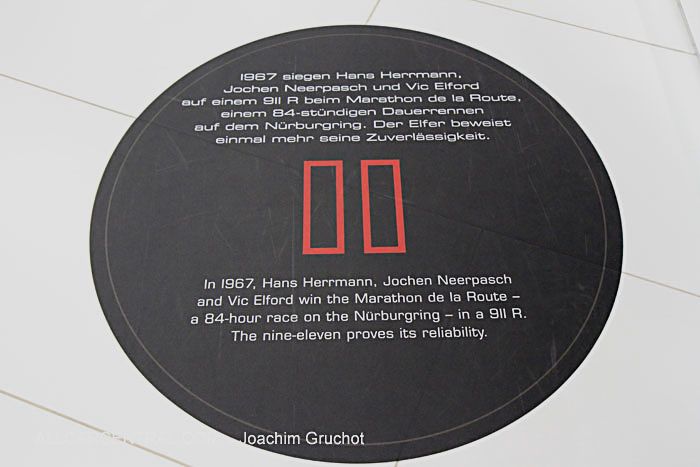 1967 siegen Hans Herrmann,
Jochen Neerpasch und Vic Elford
auf einem 911 R beim Marathon de la Route,
einem 84-stündigen Dauerrennen
auf dem Nürburgring. Der Elfer beweist
einmal mehr seine Zuverlässigkeit.
11
In 1967, Hans Herrmann, Jochen Neerpasch
and Vic Elford win the Marathon de la Route –
a 84-hour race on the Nürburgring – in a 911 R.
The nine-eleven proves its reliability.
ALLCARCENTRAL.COM Joachim Gruchot